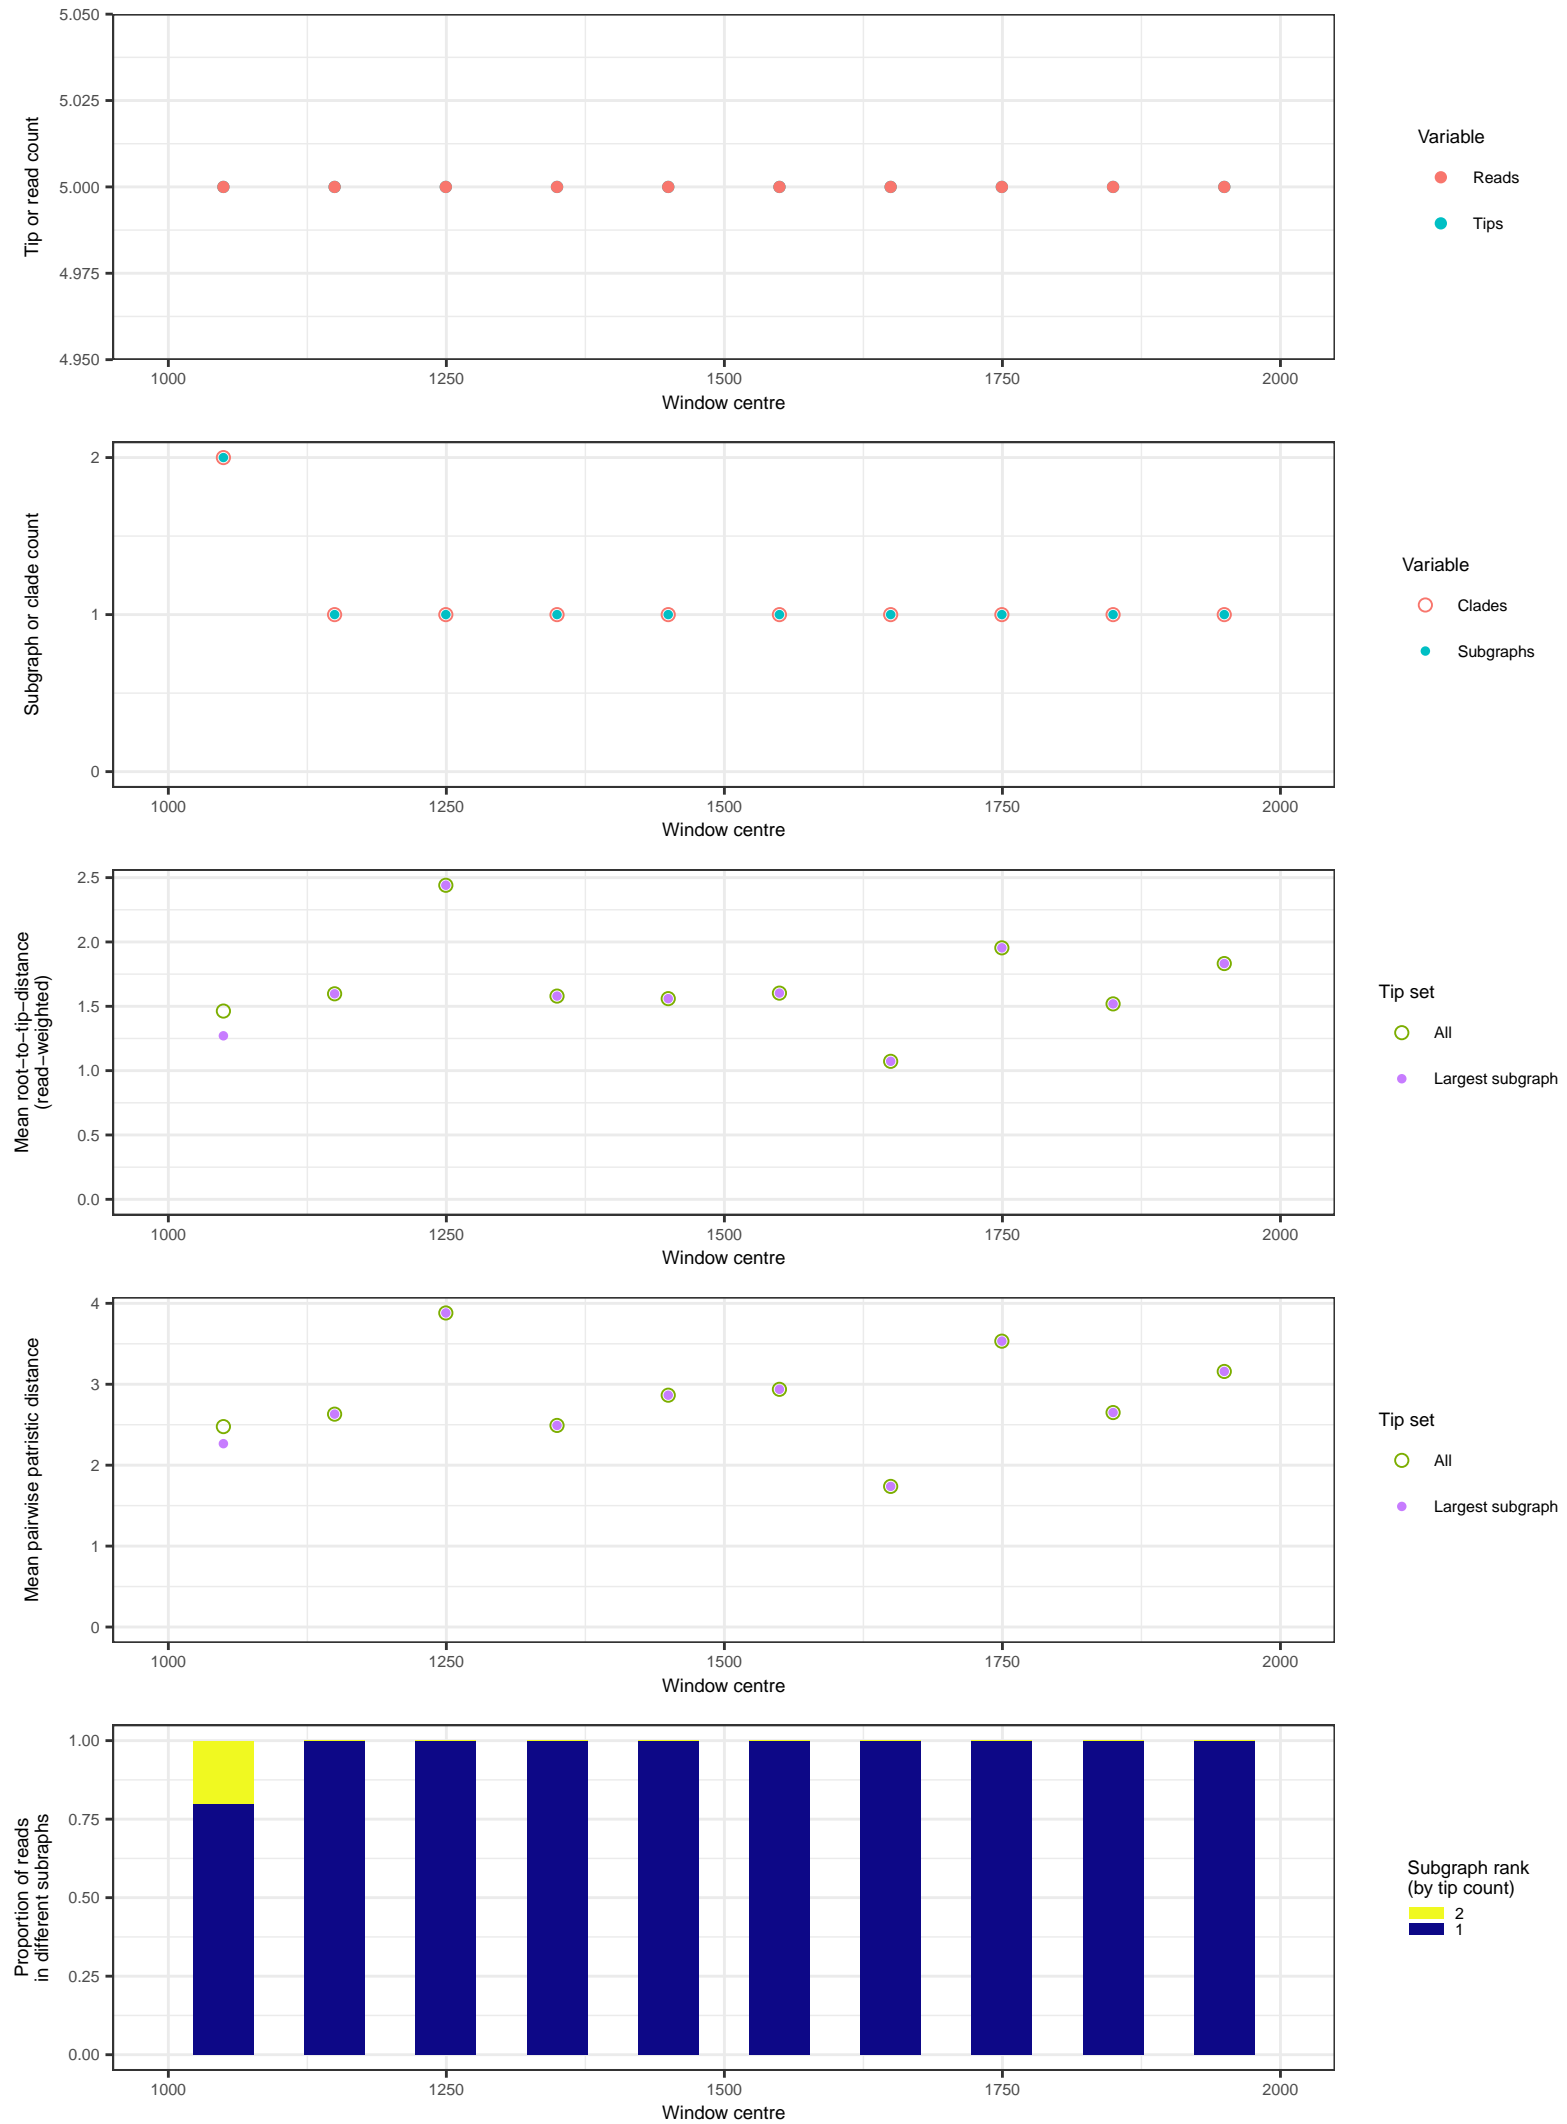 5.050
5.025
5.000
4.975
4.950
Tip or read count
1000 1250 1500 1750 2000
Window centre
Variable
Reads
Tips
2
1
0
Subgraph or clade count
1000 1250 1500 1750 2000
Window centre
Variable
Clades
Subgraphs
2.5
2.0
1.5
1.0
0.5
0.0
Mean root−to−tip−distance
(read−weighted)
1000 1250 1500 1750 2000
Window centre
Tip set
All
Largest subgraph
4
3
2
1
0
Mean pairwise patristic distance
1000 1250 1500 1750 2000
Window centre
Tip set
All
Largest subgraph
1.00
0.75
0.50
0.25
0.00
Proportion of reads
in different subraphs
1000 1250 1500 1750 2000
Window centre
Subgraph rank
(by tip count)
2
1